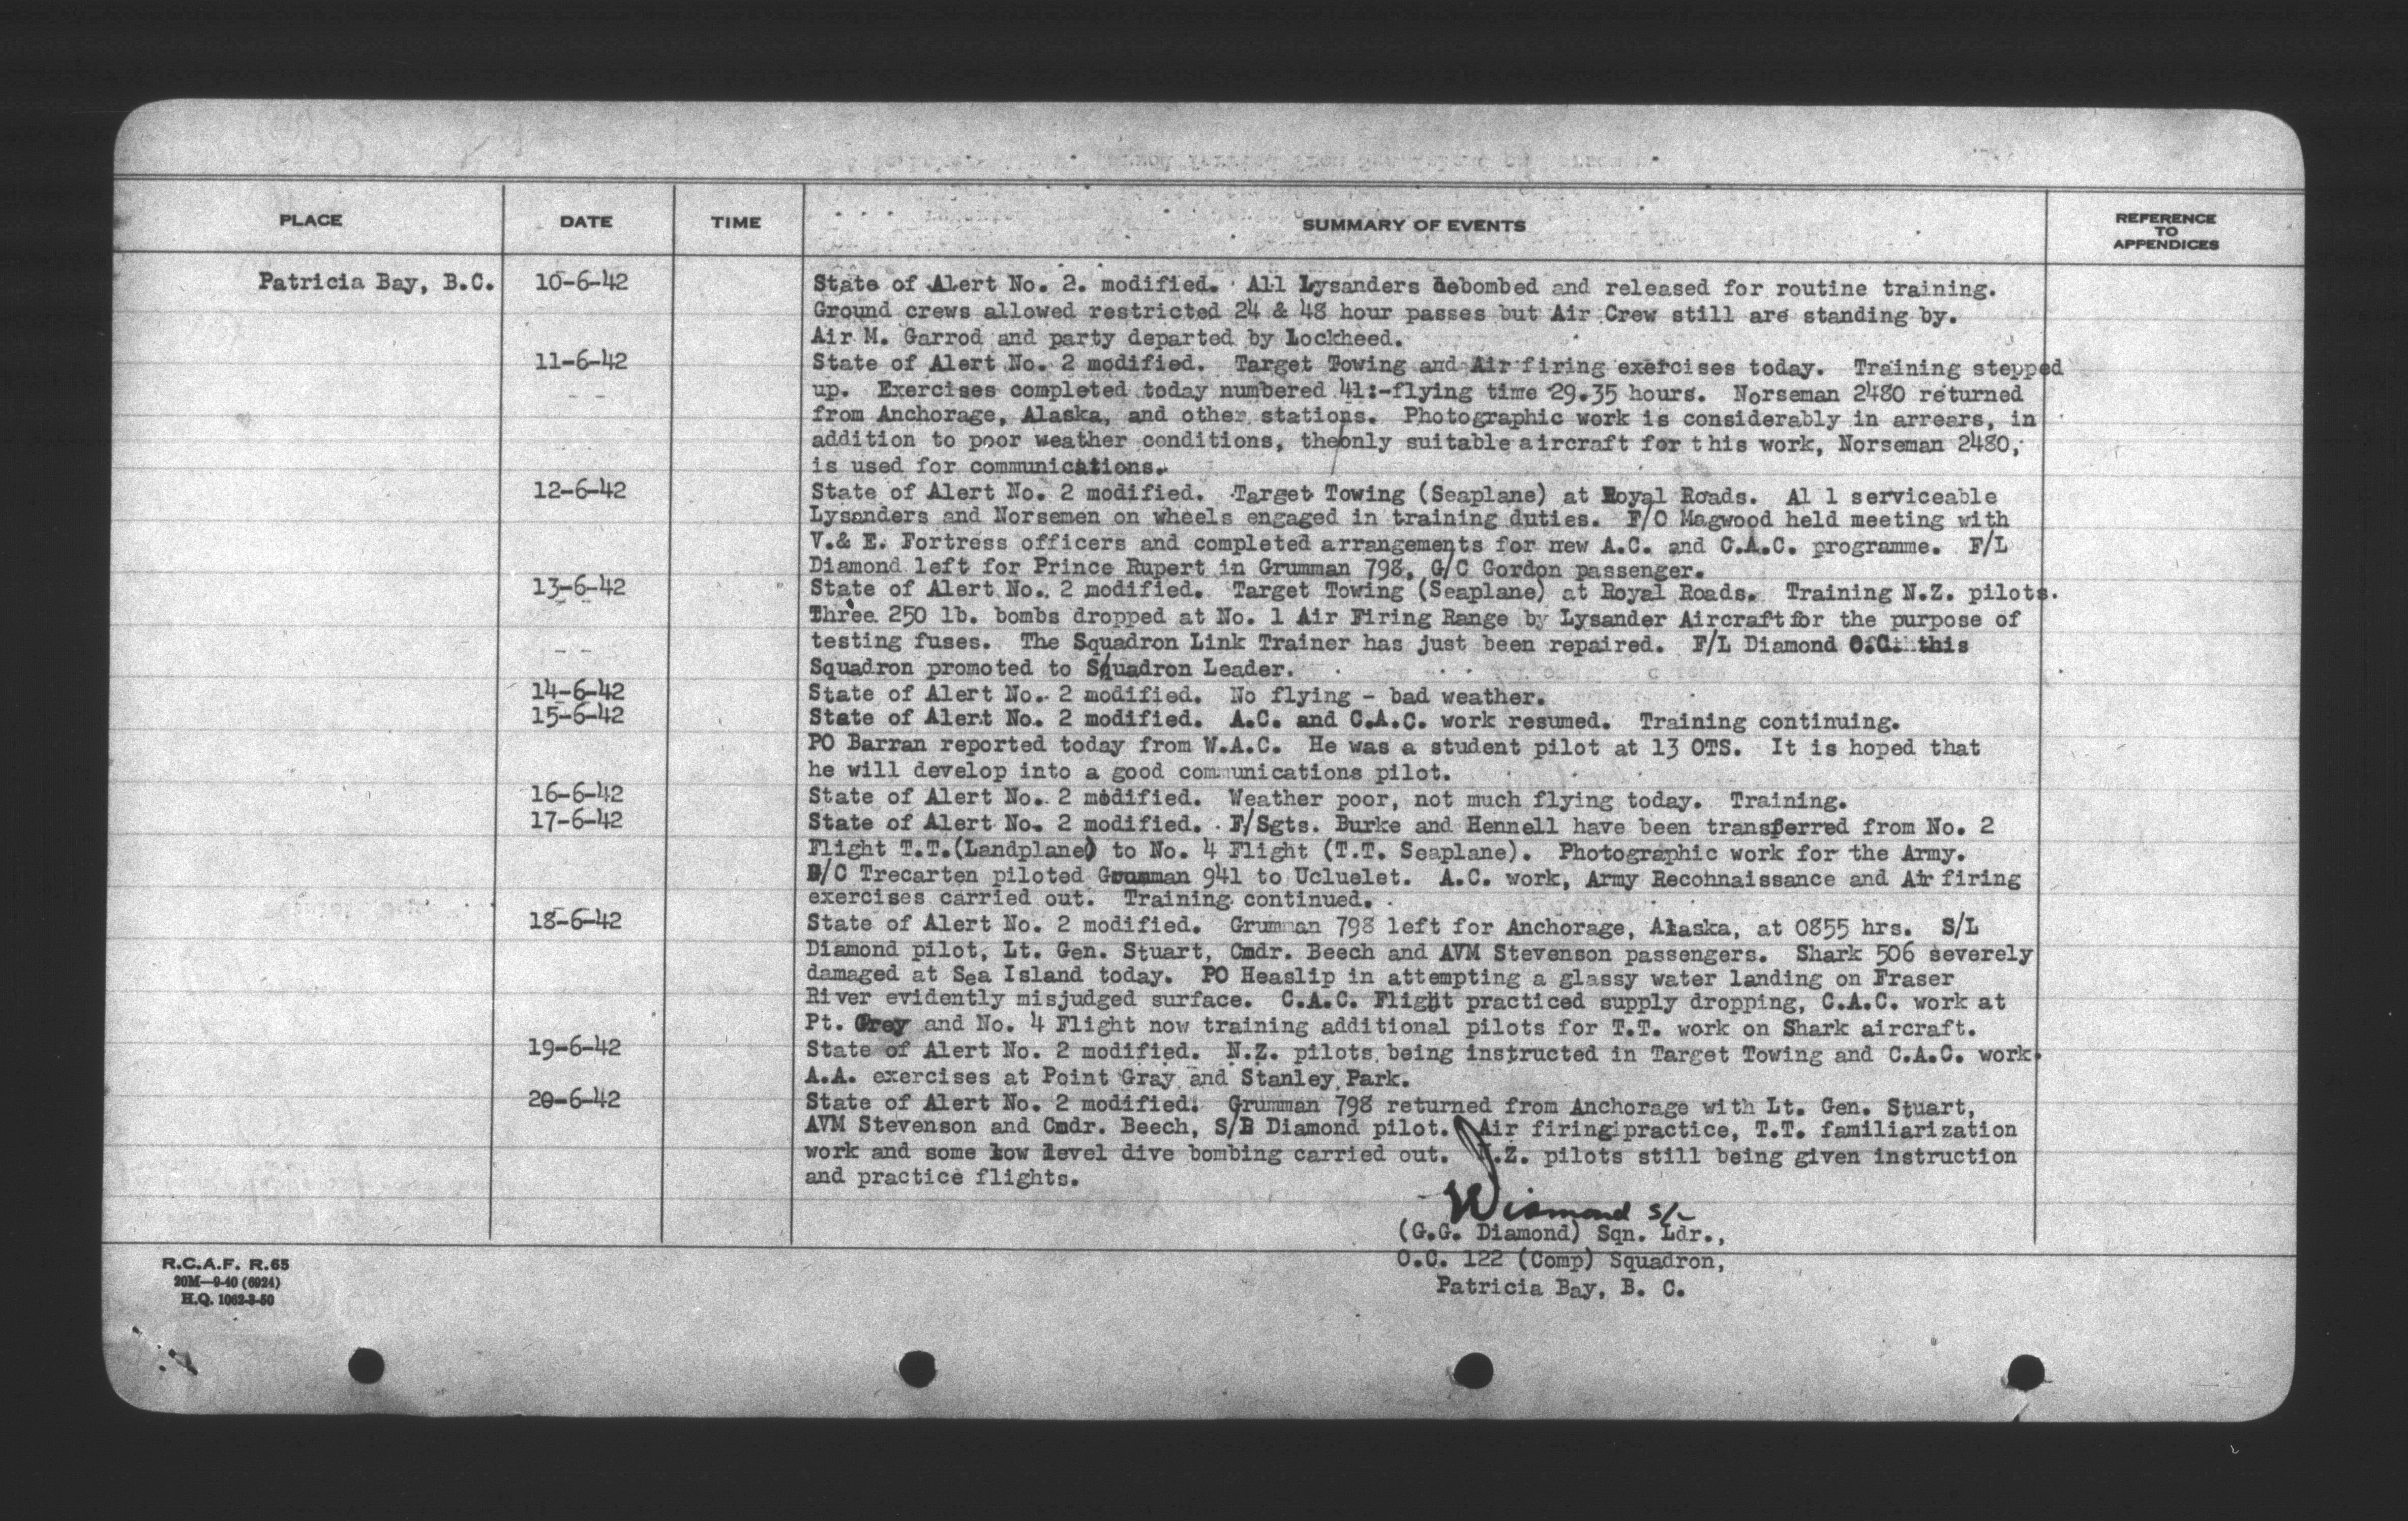 PLACE DATE TIME SUMMARY OF EVENTS REFERENCE TO APPENDICES
Patricia Bay, B.C. 10-6-42 State of Alert No. 2. modified. All Lysanders debombed and released for routine training.
Ground crews allowed restricted 24 & 48 hour passes but Air Crew still are standing by.
Air M. Garrod and party departed by Lockheed.
11-6-42 State of Alert No. 2 modified. Target Towing and Air firing exercises today. Training stepped
up. Exercises completed today numbered 41:-flying time 29.35 hours. Norseman 2480 returned
from Anchorage, Alaska, and other stations. Photographic work is considerably in arrears, in
addition to poor weather conditions, the/only suitable aircraft for this work, Norseman 2480,
is used for communications.
12-6-42 State of Alert No. 2 modified. Target Towing (Seaplane) at Royal Roads. Al l serviceable
Lysanders and Norsemen on wheels engaged in training duties. F/O Magwood held meeting with
V.& E. Fortress officers and completed arrangements for new A.C. and C.A.C. programme. F/L
Diamond left for Prince Rupert in Grumman 798, G/C Gordon passenger.
13-6-42 State of Alert No. 2 modified. Target Towing (Seaplane) at Royal Roads. Training N.Z. pilots.
Three 250 lb. bombs dropped at No. 1 Air Firing Range by Lysander Aircraft for the purpose of
testing fuses. The Squadron Link Trainer has just been repaired. F/L Diamond O.C. this
Squadron promoted to Squadron Leader.
14-6-42 State of Alert No. 2 modified. No flying - bad weather.
15-6-42 State of Alert No. 2 modified. A.C. and C.A.C. work resumed. Training continuing.
PO Barran reported today from W.A.C. He was a student pilot at 13 OTS. It is hoped that
he will develop into a good communications pilot.
16-6-42 State of Alert No. 2 modified. Weather poor, not much flying today. Training.
17-6-42 State of Alert No. 2 modified. F/Sgts. Burke and Hennell have been transferred from No. 2
Flight T.T.(Landplane) to No. 4 Flight (T.T. Seaplane). Photographic work for the Army.
Trecarten piloted Grumman 941 to Ucluelet. A.C. work, Army Reconnaissance and Air firing
exercises carried out. Training continued.
18-6-42 State of Alert No. 2 modified. Grumman 798 left for Anchorage, Alaska, at 0855 hrs. S/L
Diamond pilot, Lt. Gen. Stuart, Cmdr. Beech and AVM Stevenson passengers. Shark 506 severely
damaged at Sea Island today. PO Heaslip in attempting a glassy water landing on Fraser
River evidently misjudged surface. C.A.C. Flight practiced supply dropping, C.A.C. work at
Pt. Grey and No. 4 Flight now training additional pilots for T.T. work on Shark aircraft.
19-6-42 State of Alert No. 2 modified. N.Z. pilots being instructed in Target Towing and C.A.C. work.
A.A. exercises at Point Gray and Stanley Park.
20-6-42 State of Alert No. 2 modified. Grumman 798 returned from Anchorage with Lt. Gen. Stuart,
AVM Stevenson and Cmdr. Beech, Diamond pilot. Air firing practice, T.T. familiarization
work and some low level dive bombing carried out. N.Z. pilots still being given instruction
and practice flights.
Diamond S/L
(G.G. Diamond) Sqn. Ldr.,
O.C. 122 (Comp) Squadron,
Patricia Bay, B. C.
R.C.A.F. R.65
20M—9-40 (6924)
H.Q. 1062-3-50